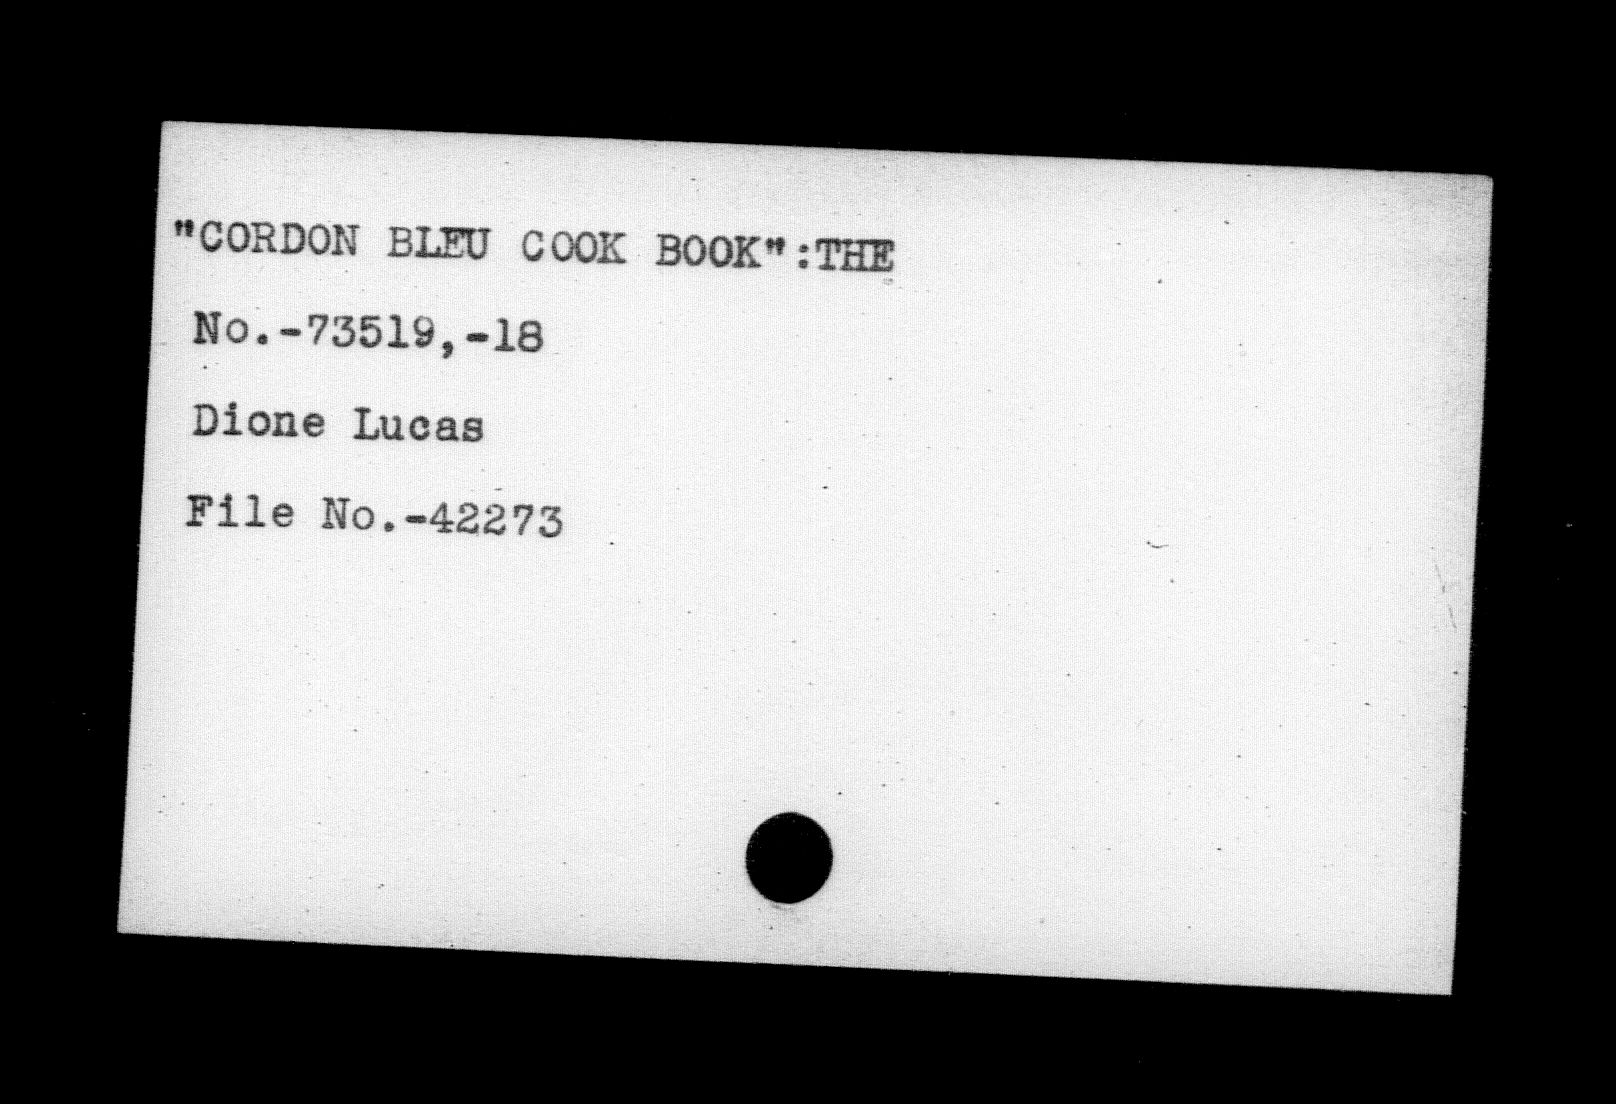 "CORDON BLEU COOK BOOK":THE
No.-73519,-18
Dione Lucas
File No.-42273